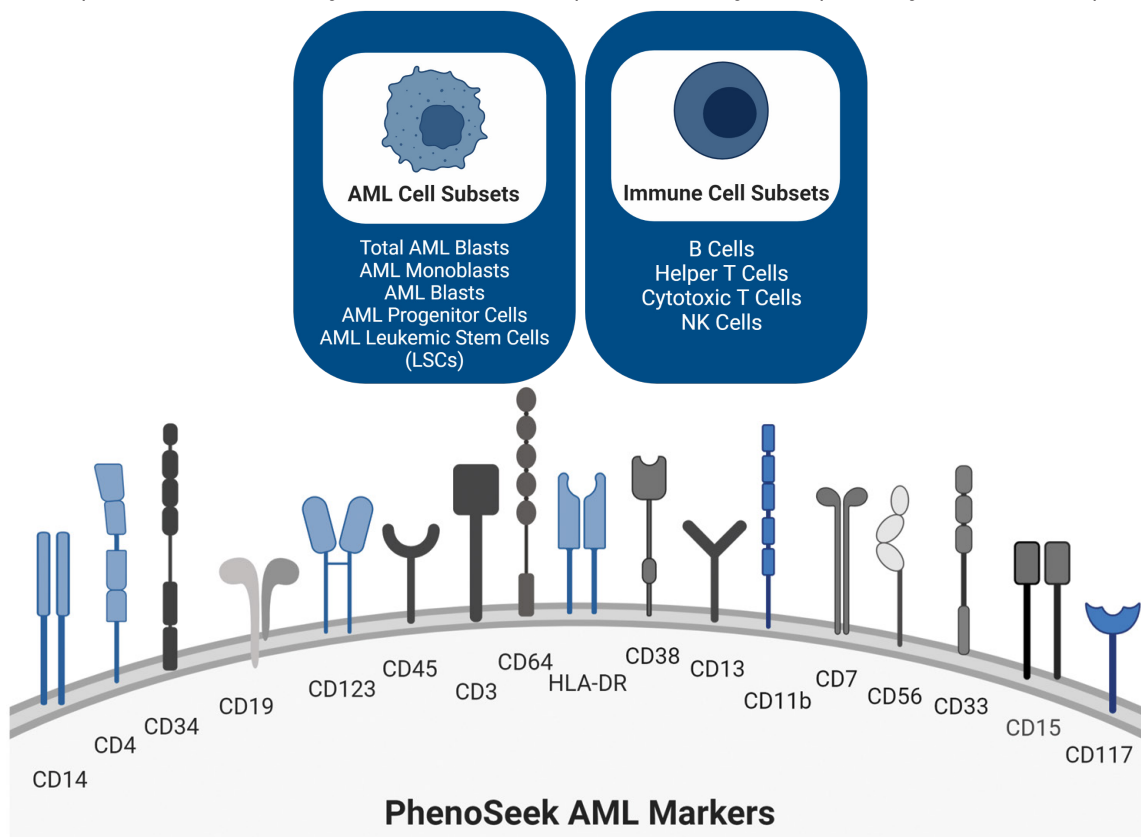 AML Cell Subsets
Total AML Blasts
AML Monoblasts
AML Blasts
AML Progenitor Cells
AML Leukemic Stem Cells
(LSCs)
Immune Cell Subsets
B Cells
Helper T Cells
Cytotoxic T Cells
NK Cells
CD14
CD4
CD34
CD19
CD123
CD45
CD3
CD64
HLA-DR
CD38
CD13
CD11b
CD7
CD56
CD33
CD15
CD117
PhenoSeek AML Markers